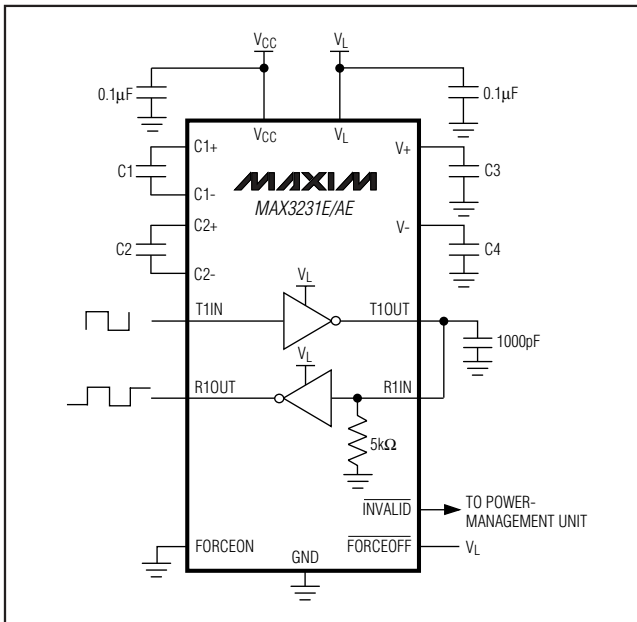 VCC VL
0.1µF 0.1µF
VCC VL
C1+ V+
C1 C3
C1-
MAXIM
MAX3231E/AE
C2+ V-
C2 C4
C2-
VL
T1IN T1OUT
1000pF
VL
R1OUT R1IN
5kΩ
INVALID TO POWER-
MANAGEMENT UNIT
FORCEON FORCEOFF VL
GND